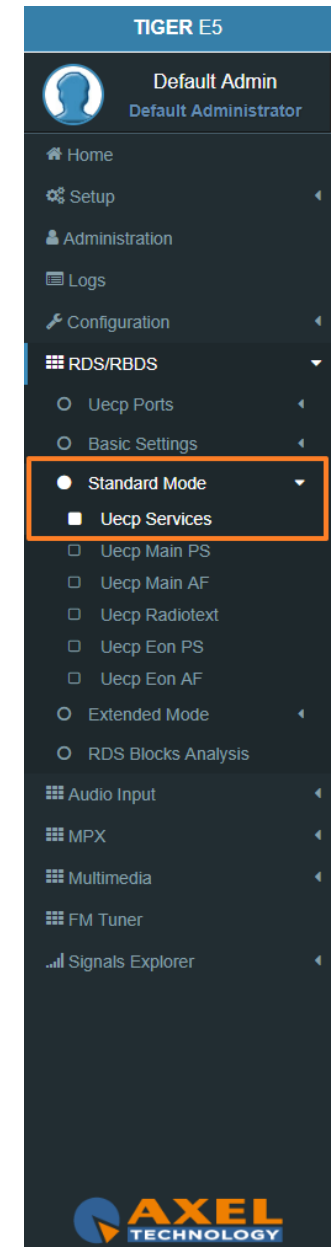 TIGER E5
Default Admin
Default Administrator
Home
Setup
Administration
Logs
Configuration
RDS/RBDS
Uecp Ports
Basic Settings
Standard Mode
Uecp Services
Uecp Main PS
Uecp Main AF
Uecp Radiotext
Uecp Eon PS
Uecp Eon AF
Extended Mode
RDS Blocks Analysis
Audio Input
MPX
Multimedia
FM Tuner
Signals Explorer
AXEL
TECHNOLOGY